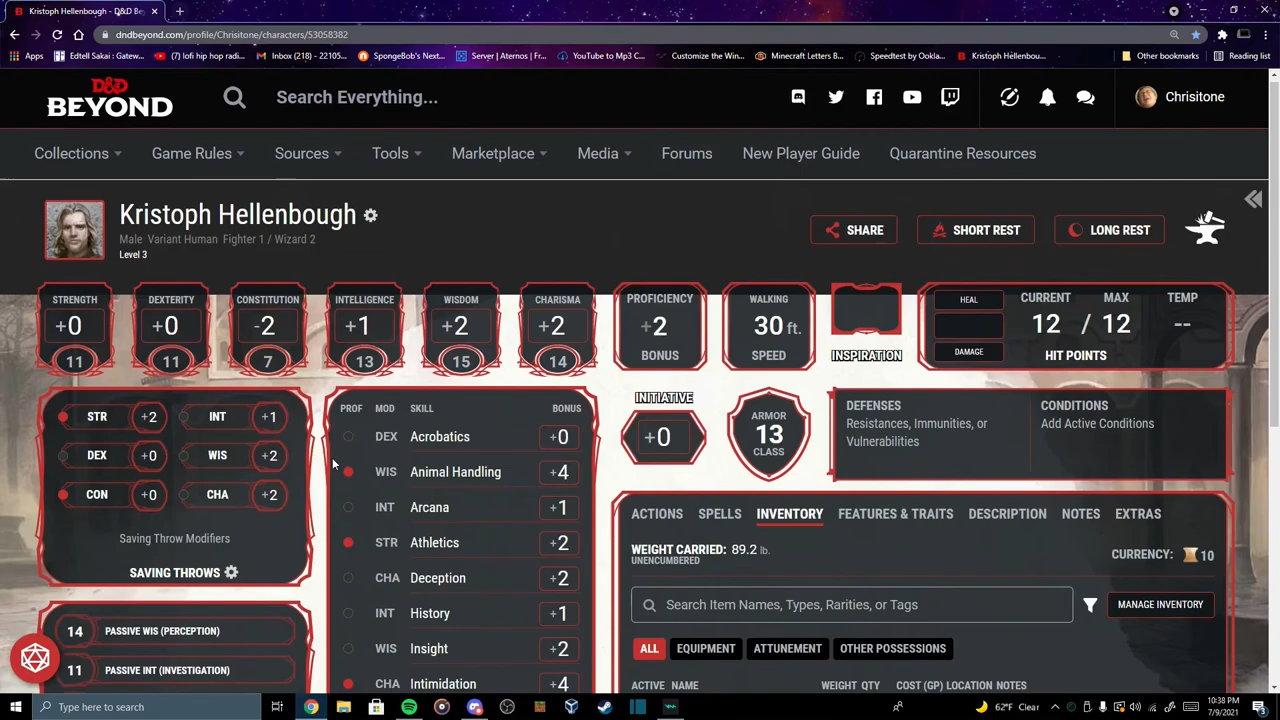 Kristoph Hellenbough - D&D Be
dndbeyond.com/profile/Chrisitone/characters/53058382
Apps
Edtell Sakai : Gatew...
(7) lofi hip hop radi...
Inbox (218) - 22105...
SpongeBob's Next...
Server | Aternos | F...
YouTube to Mp3 C...
Customize the Win...
Minecraft Letters B...
Speedtest by Ookla...
Kristoph Hellenbou...
Other bookmarks
Reading list
D&D
BEYOND
Search Everything...
Chrisitone
Collections
Game Rules
Sources
Tools
Marketplace
Media
Forums
New Player Guide
Quarantine Resources
Kristoph Hellenbough
Male Variant Human Fighter 1 / Wizard 2
Level 3
SHARE
SHORT REST
LONG REST
STRENGTH
+0
11
DEXTERITY
+0
11
CONSTITUTION
-2
7
INTELLIGENCE
+1
13
WISDOM
+2
15
CHARISMA
+2
14
PROFICIENCY
+2
BONUS
WALKING
30 ft.
SPEED
INSPIRATION
HEAL
DAMAGE
CURRENT MAX TEMP
12 / 12 --
HIT POINTS
STR +2 INT +1
DEX +0 WIS +2
CON +0 CHA +2
Saving Throw Modifiers
SAVING THROWS
14 PASSIVE WIS (PERCEPTION)
11 PASSIVE INT (INVESTIGATION)
PROF MOD SKILL BONUS
DEX Acrobatics +0
WIS Animal Handling +4
INT Arcana +1
STR Athletics +2
CHA Deception +2
INT History +1
WIS Insight +2
CHA Intimidation +4
INITIATIVE
+0
ARMOR
13
CLASS
DEFENSES
Resistances, Immunities, or
Vulnerabilities
CONDITIONS
Add Active Conditions
ACTIONS SPELLS INVENTORY FEATURES & TRAITS DESCRIPTION NOTES EXTRAS
WEIGHT CARRIED: 89.2 lb.
UNENCUMBERED
CURRENCY: 10
Search Item Names, Types, Rarities, or Tags
MANAGE INVENTORY
ALL EQUIPMENT ATTUNEMENT OTHER POSSESSIONS
ACTIVE NAME WEIGHT QTY COST (GP) LOCATION NOTES
Type here to search
62°F Clear
10:38 PM
7/9/2021
3